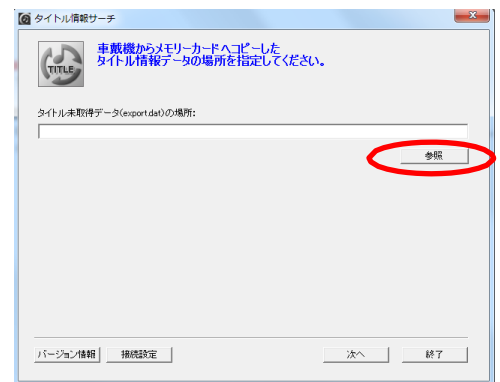 タイトル情報サーチ
TITLE
車載機からメモリーカードへコピーした
タイトル情報データの場所を指定してください。
タイトル未取得データ(export.dat)の場所:
参照
バージョン情報 接続設定 次へ 終了